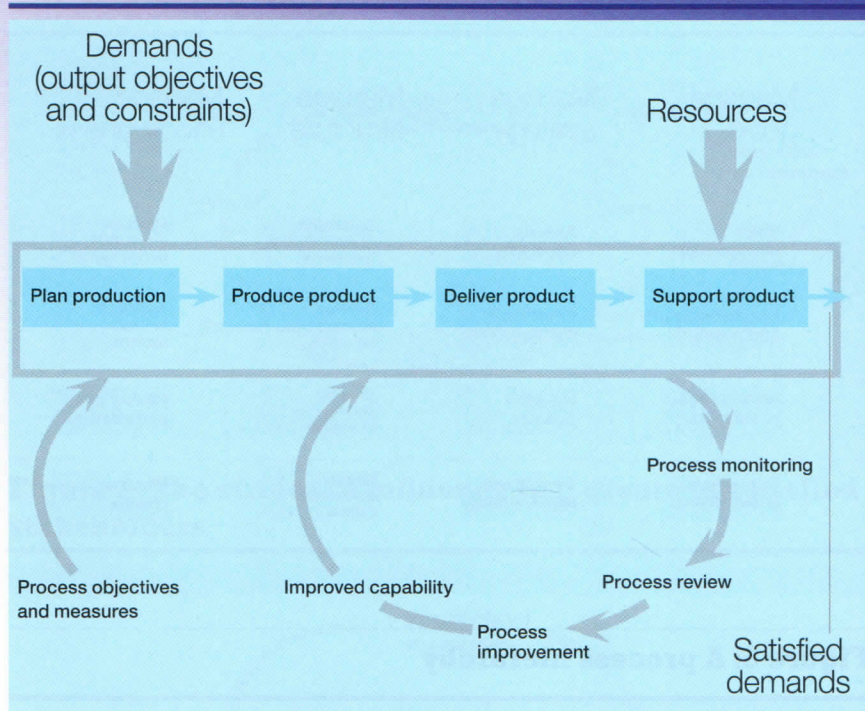 Demands
(output objectives
and constraints)
Resources
Plan production
Produce product
Deliver product
Support product
Process monitoring
Process objectives
and measures
Improved capability
Process review
Process
improvement
Satisfied
demands